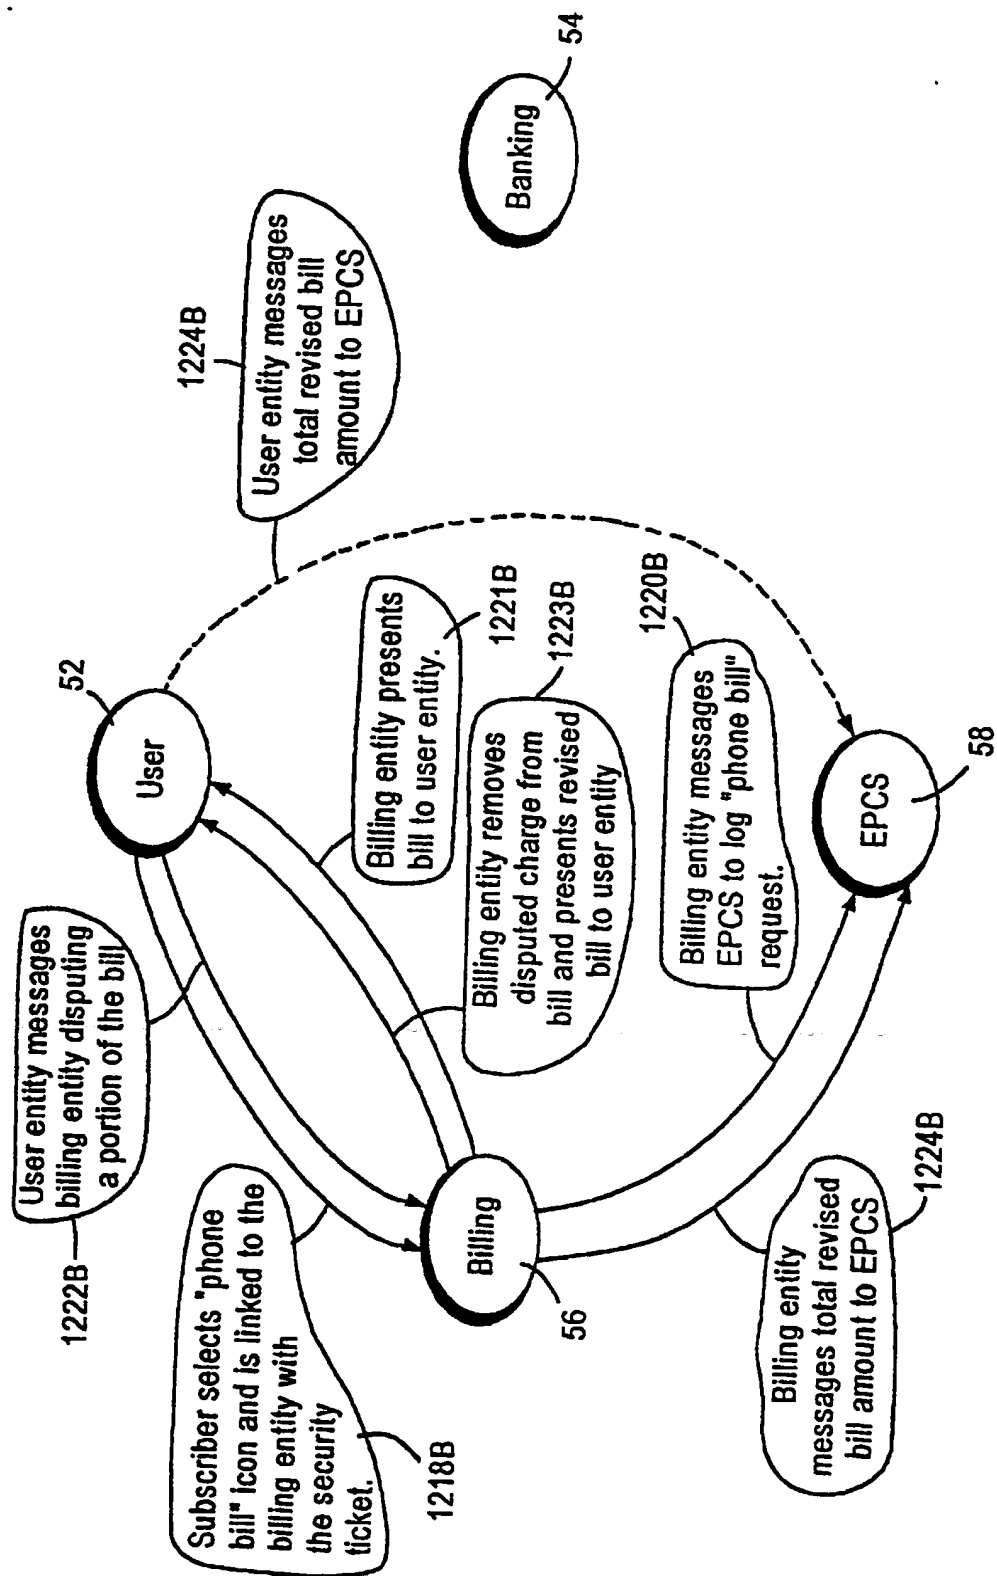 1222B
User entity messages
billing entity disputing
a portion of the bill
52
User
1224B
User entity messages
total revised bill
amount to EPCS
54
Banking
Subscriber selects "phone
bill" icon and is linked to the
billing entity with
the security
ticket.
1218B
Billing entity presents
bill to user entity.
1221B
Billing entity removes
disputed charge from
bill and presents revised
bill to user entity
1223B
Billing
56
Billing entity messages
EPCS to log "phone bill"
request.
1220B
Billing entity
messages total revised
bill amount to EPCS
1224B
EPCS
58